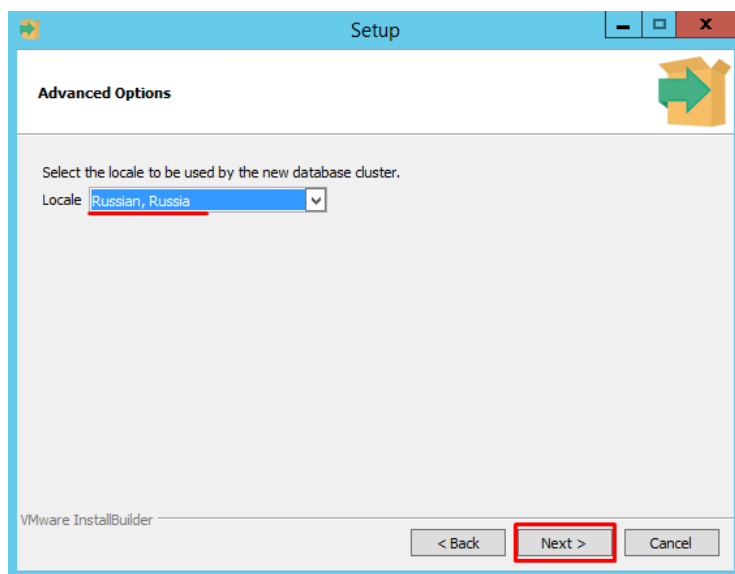 Setup
Advanced Options
Select the locale to be used by the new database cluster.
Locale Russian, Russia
VMware InstallBuilder
< Back Next > Cancel